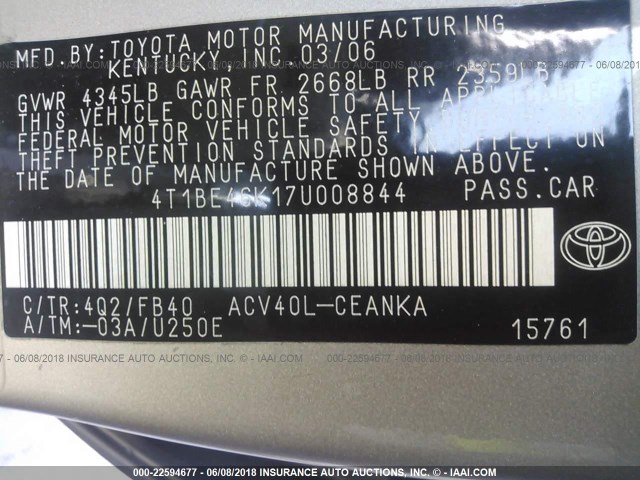 MFD.BY:TOYOTA MOTOR MANUFACTURING
KENTUCKY, INC 03/06
GVWR 4345LB GAWR FR 2668LB RR 2359LB
THIS VEHICLE CONFORMS TO ALL
FEDERAL MOTOR VEHICLE SAFETY
THEFT PREVENTION STANDARDS IN EFFECT ON
THE DATE OF MANUFACTURE SHOWN ABOVE.
4T1BE46K17U008844 PASS.CAR
TOYOTA
C/TR:4Q2/FB40 ACV40L-CEANKA
A/TM:-03A/U250E 15761
000-22594677 - 06/08/2018 - INSURANCE AUTO AUCTIONS - WWW.IAAI.COM